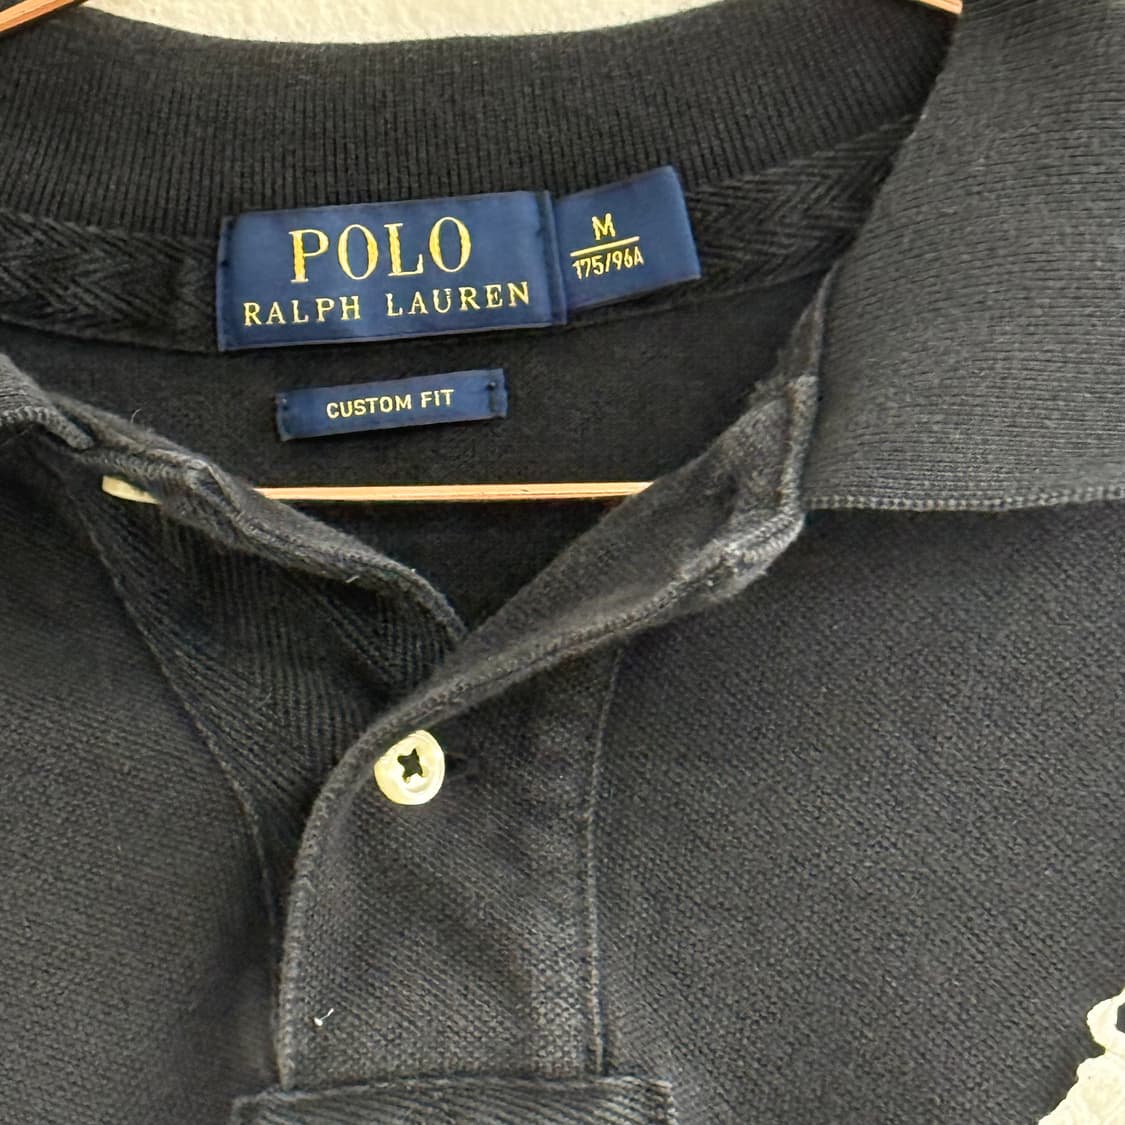 POLO
RALPH LAUREN
M
175/96A
CUSTOM FIT